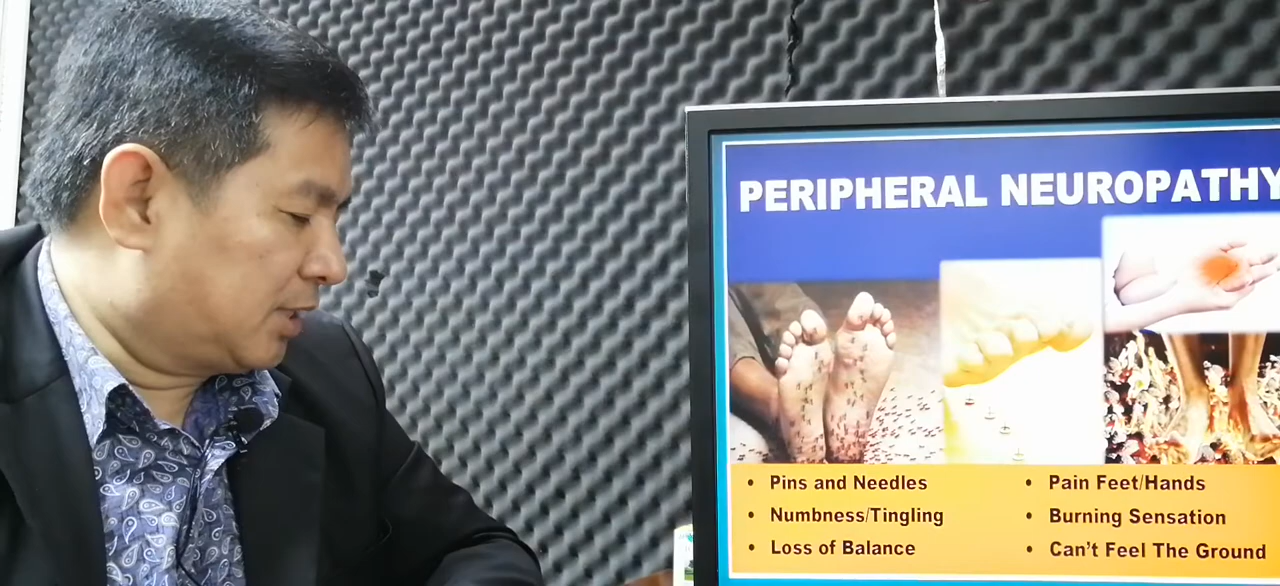 PERIPHERAL NEUROPATHY
• Pins and Needles
• Numbness/Tingling
• Loss of Balance
• Pain Feet/Hands
• Burning Sensation
• Can't Feel The Ground